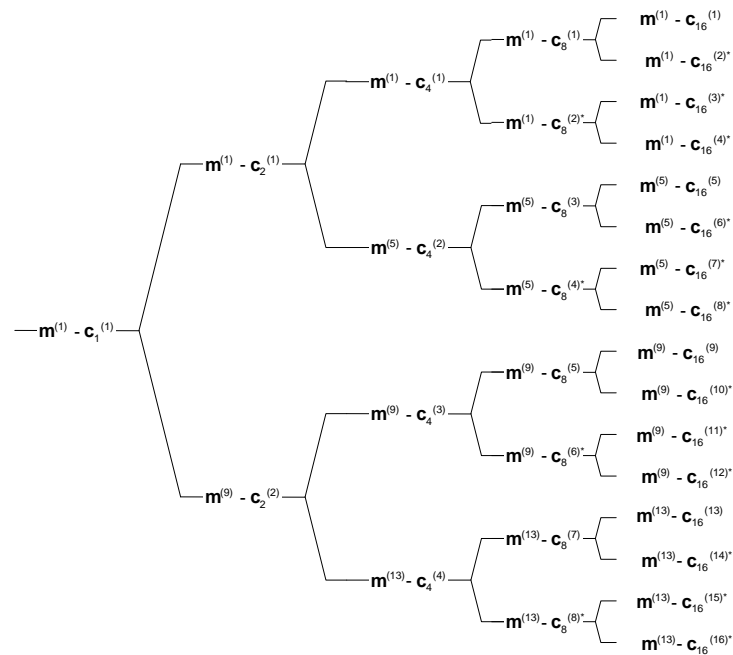 m(1) - c16(1)
m(1) - c8(1)
m(1) - c16(2)*
m(1) - c4(1)
m(1) - c16(3)*
m(1) - c8(2)*
m(1) - c16(4)*
m(1) - c2(1)
m(5) - c16(5)
m(5) - c8(3)
m(5) - c16(6)*
m(5) - c4(2)
m(5) - c16(7)*
m(5) - c8(4)*
m(5) - c16(8)*
m(1) - c1(1)
m(9) - c16(9)
m(9) - c8(5)
m(9) - c16(10)*
m(9) - c4(3)
m(9) - c16(11)*
m(9) - c8(6)*
m(9) - c16(12)*
m(9) - c2(2)
m(13) - c16(13)
m(13) - c8(7)
m(13) - c16(14)*
m(13) - c4(4)
m(13) - c16(15)*
m(13) - c8(8)*
m(13) - c16(16)*